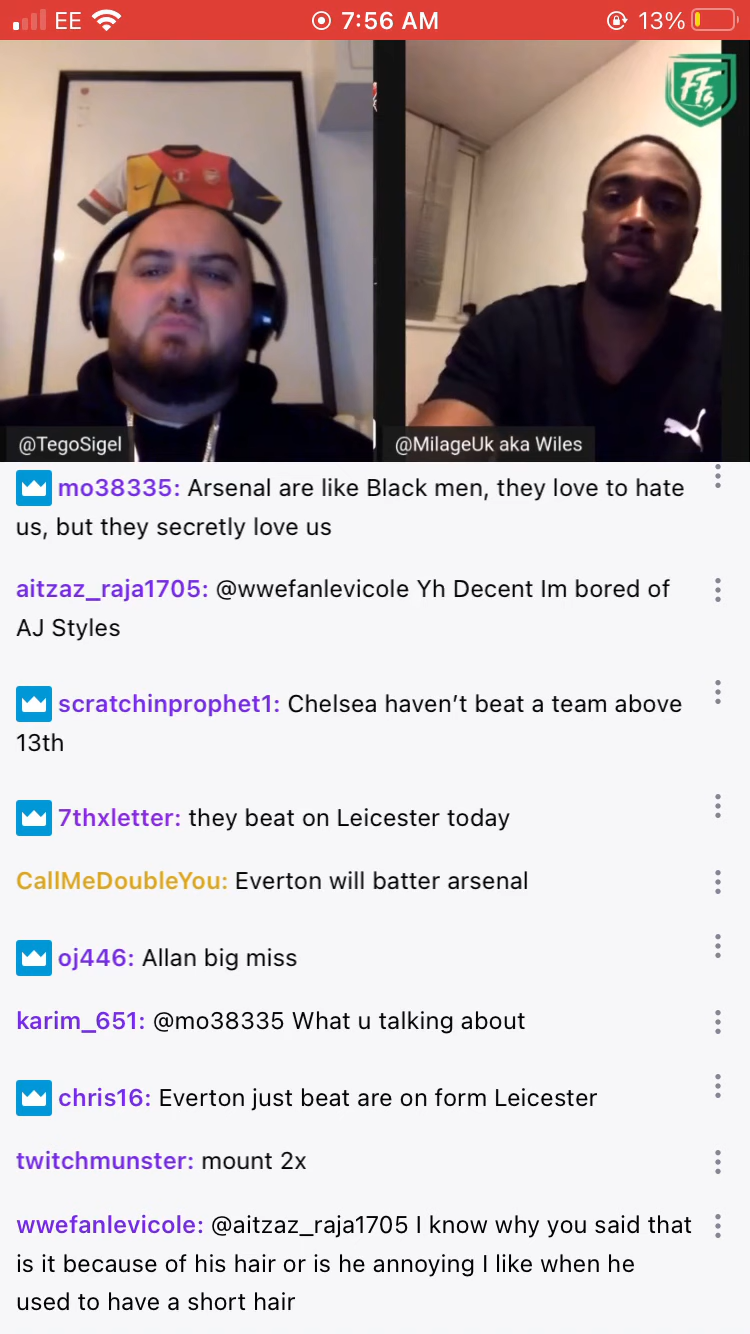 EE 7:56 AM 13%
FFs
@TegoSigel
@MilageUk aka Wiles
mo38335: Arsenal are like Black men, they love to hate
us, but they secretly love us
aitzaz_raja1705: @wwefanlevicole Yh Decent Im bored of
AJ Styles
scratchinprophet1: Chelsea haven’t beat a team above
13th
7thxletter: they beat on Leicester today
CallMeDoubleYou: Everton will batter arsenal
oj446: Allan big miss
karim_651: @mo38335 What u talking about
chris16: Everton just beat are on form Leicester
twitchmunster: mount 2x
wwefanlevicole: @aitzaz_raja1705 I know why you said that
is it because of his hair or is he annoying I like when he
used to have a short hair